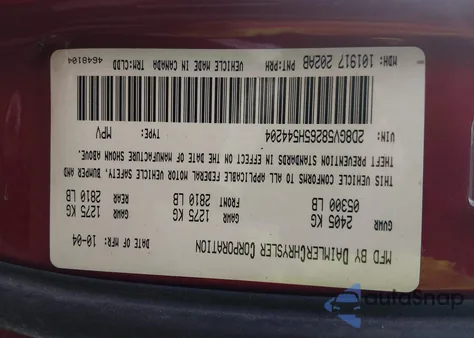 MFD BY DAIMLERCHRYSLER CORPORATION DATE OF MFR: 10-04
GVWR: GAWR FRONT GAWR REAR
2405 KG 1275 KG 1275 KG
05300 LB 2810 LB 2810 LB
THIS VEHICLE CONFORMS TO ALL APPLICABLE FEDERAL MOTOR VEHICLE SAFETY, BUMPER AND
THEFT PREVENTION STANDARDS IN EFFECT ON THE DATE OF MANUFACTURE SHOWN ABOVE.
VIN: 2D8GV58265H544204 TYPE: MPV
MDH: 101917 202AB PNT:PRH VEHICLE MADE IN CANADA TRM:CLDD 4648104
AutoSnap